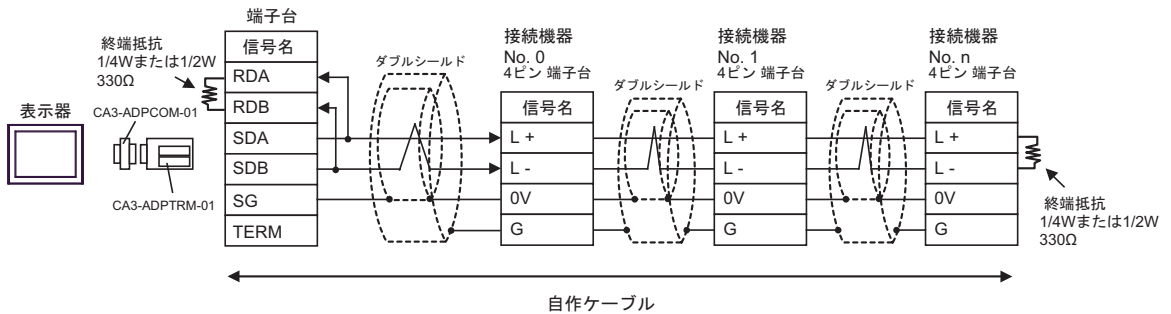 表示器
CA3-ADPCOM-01
CA3-ADPTRM-01
終端抵抗
1/4Wまたは1/2W
330Ω
端子台
信号名
RDA
RDB
SDA
SDB
SG
TERM
ダブルシールド
接続機器
No. 0
4ピン 端子台
信号名
L +
L -
0V
G
ダブルシールド
接続機器
No. 1
4ピン 端子台
信号名
L +
L -
0V
G
ダブルシールド
接続機器
No. n
4ピン 端子台
信号名
L +
L -
0V
G
終端抵抗
1/4Wまたは1/2W
330Ω
自作ケーブル